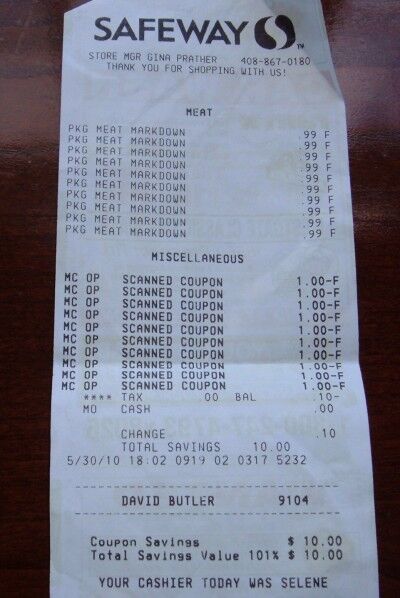 SAFEWAY
TM
STORE MGR GINA PRATHER 408-867-0180
THANK YOU FOR SHOPPING WITH US!
MEAT
PKG MEAT MARKDOWN .99 F
PKG MEAT MARKDOWN .99 F
PKG MEAT MARKDOWN .99 F
PKG MEAT MARKDOWN .99 F
PKG MEAT MARKDOWN .99 F
PKG MEAT MARKDOWN .99 F
PKG MEAT MARKDOWN .99 F
PKG MEAT MARKDOWN .99 F
PKG MEAT MARKDOWN .99 F
PKG MEAT MARKDOWN .99 F
MISCELLANEOUS
MC OP SCANNED COUPON 1.00-F
MC OP SCANNED COUPON 1.00-F
MC OP SCANNED COUPON 1.00-F
MC OP SCANNED COUPON 1.00-F
MC OP SCANNED COUPON 1.00-F
MC OP SCANNED COUPON 1.00-F
MC OP SCANNED COUPON 1.00-F
MC OP SCANNED COUPON 1.00-F
MC OP SCANNED COUPON 1.00-F
MC OP SCANNED COUPON 1.00-F
**** TAX .00 BAL .10-
MO CASH .00
CHANGE .10
TOTAL SAVINGS 10.00
5/30/10 18:02 0919 02 0317 5232
DAVID BUTLER 9104
Coupon Savings $ 10.00
Total Savings Value 101% $ 10.00
YOUR CASHIER TODAY WAS SELENE